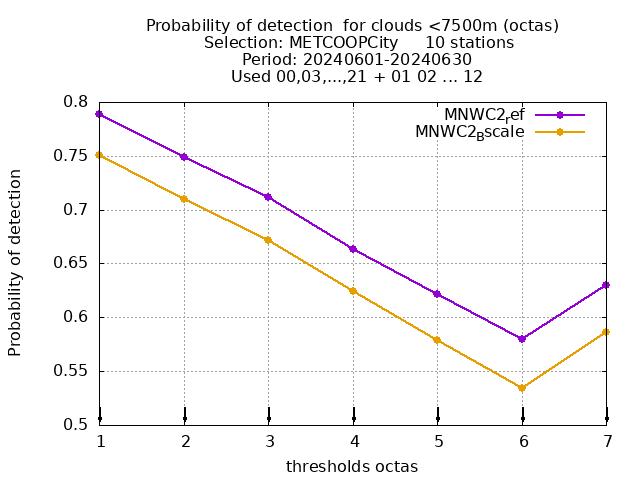 Probability of detection  for clouds <7500m (octas)
Selection: METCOOPCity     10 stations
Period: 20240601-20240630
Used 00,03,...,21 + 01 02 ... 12
MNWC2ref
MNWC2Bscale
0.8
0.75
0.7
0.65
0.6
0.55
0.5
Probability of detection
1 2 3 4 5 6 7
thresholds octas